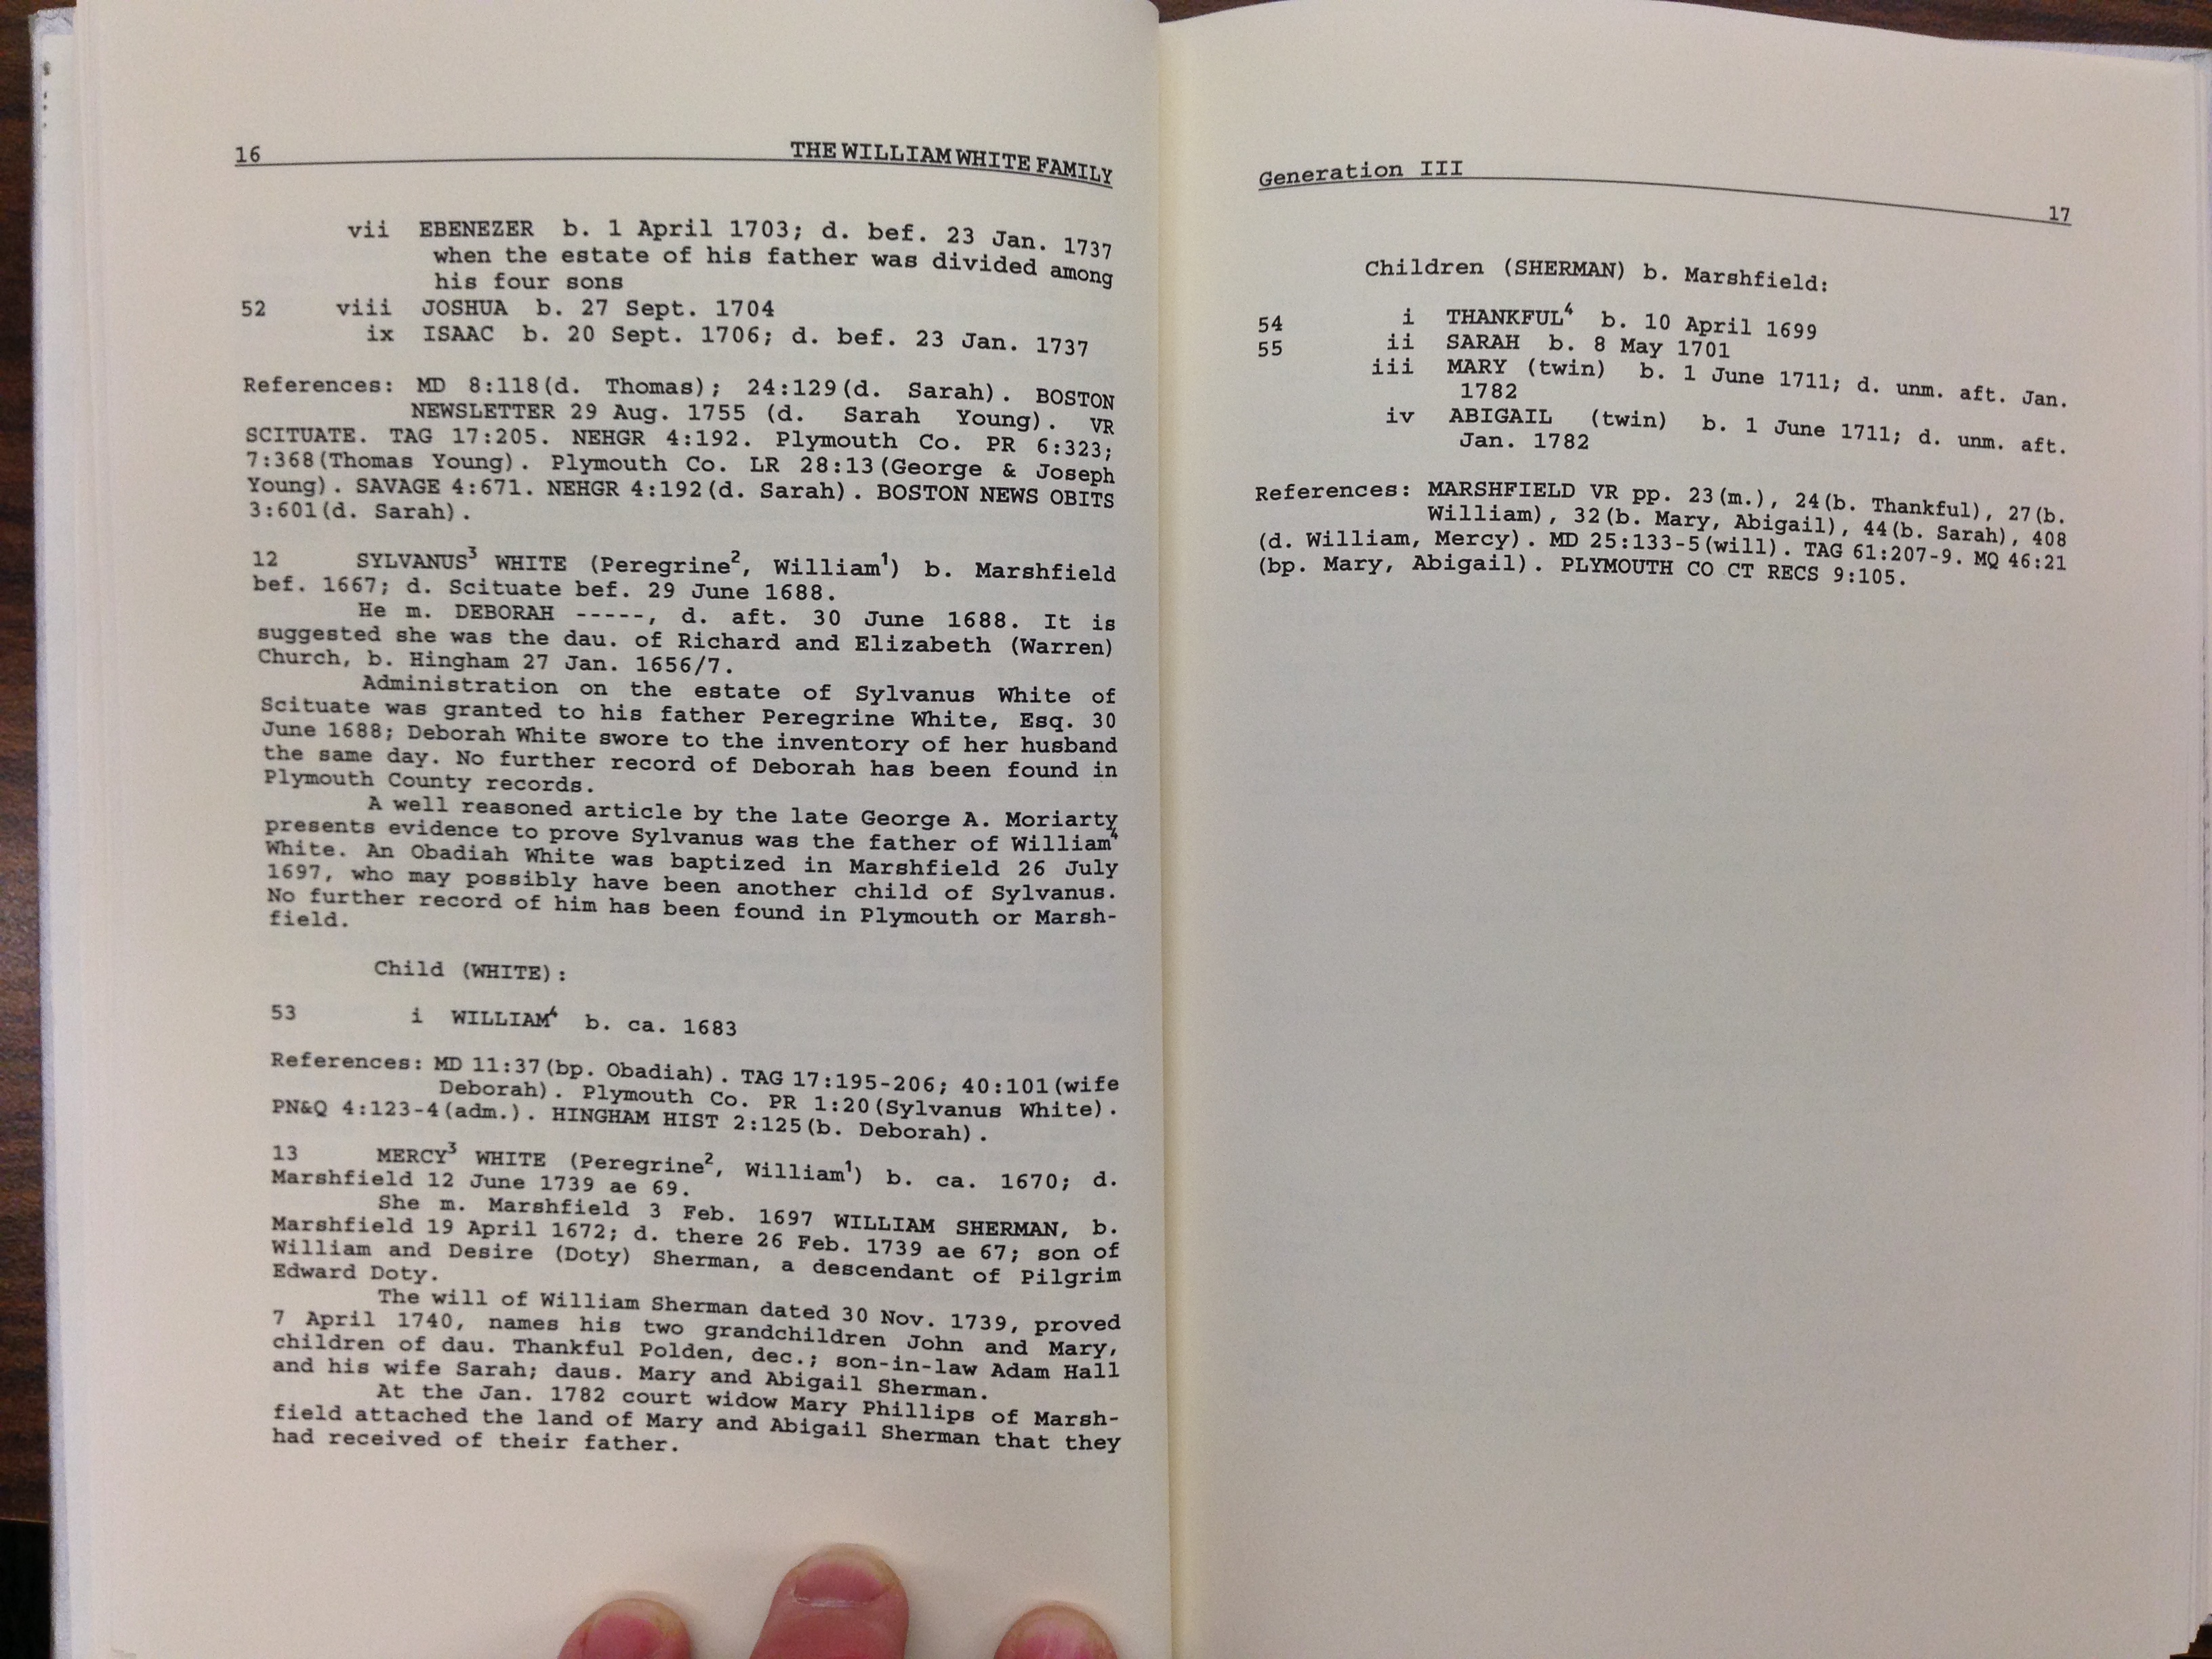 16 THE WILLIAM WHITE FAMILY
vii EBENEZER b. 1 April 1703; d. bef. 23 Jan. 1737
when the estate of his father was divided among
his four sons
52 viii JOSHUA b. 27 Sept. 1704
ix ISAAC b. 20 Sept. 1706; d. bef. 23 Jan. 1737
References: MD 8:118(d. Thomas); 24:129(d. Sarah). BOSTON
NEWSLETTER 29 Aug. 1755 (d. Sarah Young). VR
SCITUATE. TAG 17:205. NEHGR 4:192. Plymouth Co. PR 6:323;
7:368(Thomas Young). Plymouth Co. LR 28:13(George & Joseph
Young). SAVAGE 4:671. NEHGR 4:192(d. Sarah). BOSTON NEWS OBITS
3:601(d. Sarah).
12 SYLVANUS³ WHITE (Peregrine², William¹) b. Marshfield
bef. 1667; d. Scituate bef. 29 June 1688.
He m. DEBORAH -----, d. aft. 30 June 1688. It is
suggested she was the dau. of Richard and Elizabeth (Warren)
Church, b. Hingham 27 Jan. 1656/7.
Administration on the estate of Sylvanus White of
Scituate was granted to his father Peregrine White, Esq. 30
June 1688; Deborah White swore to the inventory of her husband
the same day. No further record of Deborah has been found in
Plymouth County records.
A well reasoned article by the late George A. Moriarty
presents evidence to prove Sylvanus was the father of William⁴
White. An Obadiah White was baptized in Marshfield 26 July
1697, who may possibly have been another child of Sylvanus.
No further record of him has been found in Plymouth or Marsh-
field.
Child (WHITE):
53 i WILLIAM⁴ b. ca. 1683
References: MD 11:37(bp. Obadiah). TAG 17:195-206; 40:101(wife
Deborah). Plymouth Co. PR 1:20(Sylvanus White).
PN&Q 4:123-4(adm.). HINGHAM HIST 2:125(b. Deborah).
13 MERCY³ WHITE (Peregrine², William¹) b. ca. 1670; d.
Marshfield 12 June 1739 ae 69.
She m. Marshfield 3 Feb. 1697 WILLIAM SHERMAN, b.
Marshfield 19 April 1672; d. there 26 Feb. 1739 ae 67; son of
William and Desire (Doty) Sherman, a descendant of Pilgrim
Edward Doty.
The will of William Sherman dated 30 Nov. 1739, proved
7 April 1740, names his two grandchildren John and Mary,
children of dau. Thankful Polden, dec.; son-in-law Adam Hall
and his wife Sarah; daus. Mary and Abigail Sherman.
At the Jan. 1782 court widow Mary Phillips of Marsh-
field attached the land of Mary and Abigail Sherman that they
had received of their father.
Generation III 17
Children (SHERMAN) b. Marshfield:
54 i THANKFUL⁴ b. 10 April 1699
55 ii SARAH b. 8 May 1701
iii MARY (twin) b. 1 June 1711; d. unm. aft. Jan.
1782
iv ABIGAIL (twin) b. 1 June 1711; d. unm. aft.
Jan. 1782
References: MARSHFIELD VR pp. 23(m.), 24(b. Thankful), 27(b.
William), 32(b. Mary, Abigail), 44(b. Sarah), 408
(d. William, Mercy). MD 25:133-5(will). TAG 61:207-9. MQ 46:21
(bp. Mary, Abigail). PLYMOUTH CO CT RECS 9:105.